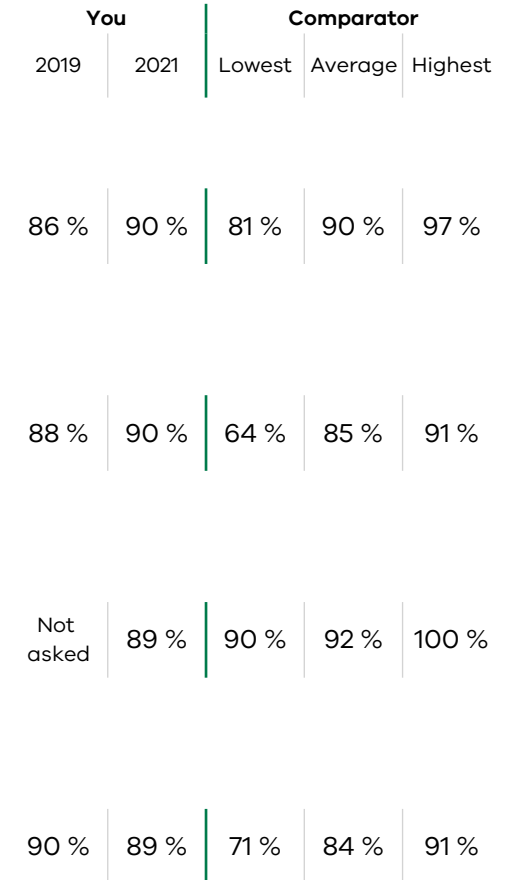 You Comparator
2019 2021 Lowest Average Highest
86 % 90 % 81 % 90 % 97 %
88 % 90 % 64 % 85 % 91 %
Not
asked 89 % 90 % 92 % 100 %
90 % 89 % 71 % 84 % 91 %